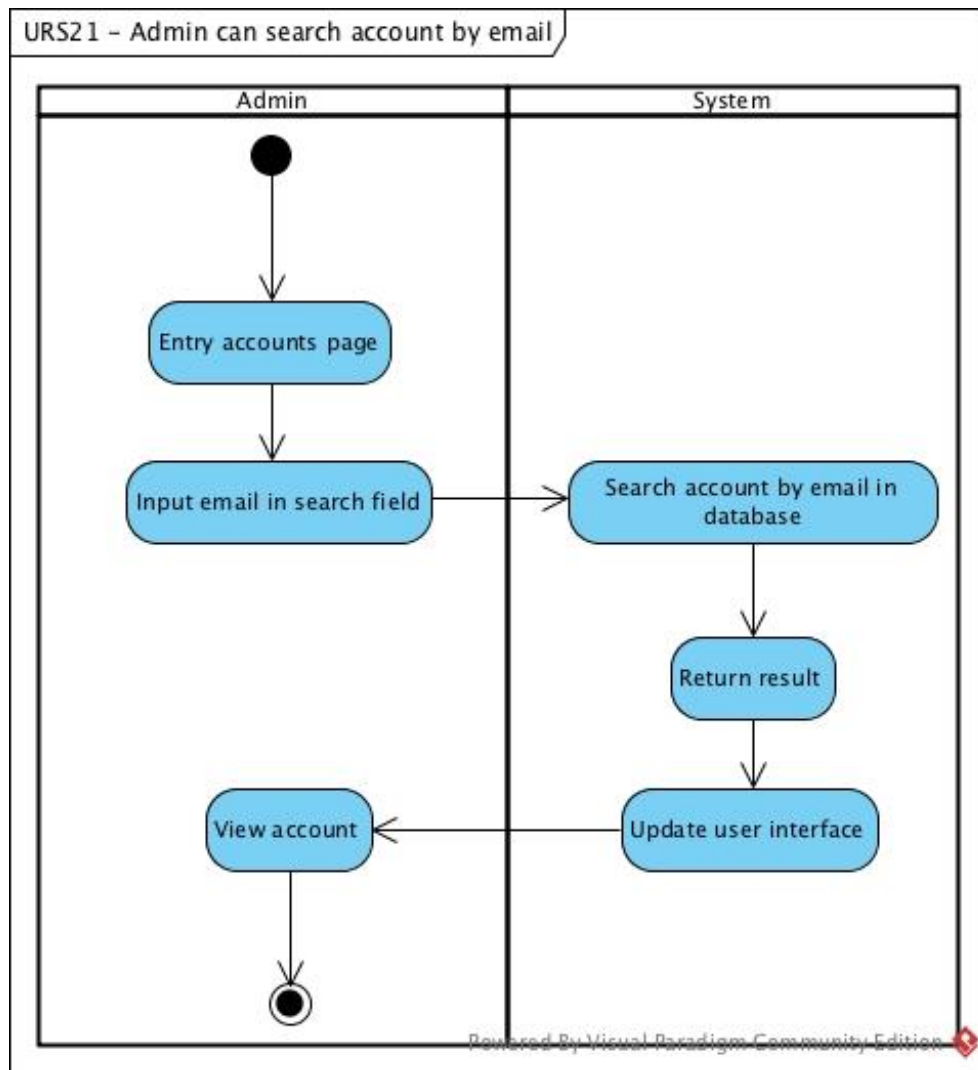 URS21 – Admin can search account by email
Admin
System
Entry accounts page
Input email in search field
Search account by email in
database
Return result
View account
Update user interface
Powered By Visual Paradigm Community Edition